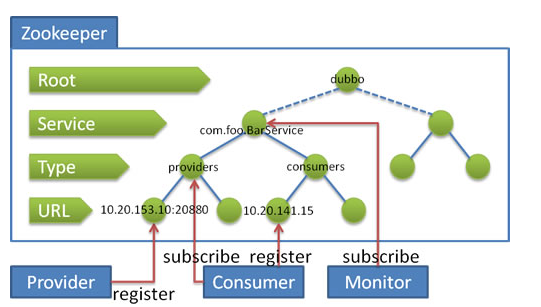 Zookeeper
Root
dubbo
Service
com.foo.BarService
Type
providers
consumers
URL
10.20.153.10:20880
10.20.141.15
subscribe
register
subscribe
Provider
register
Consumer
Monitor